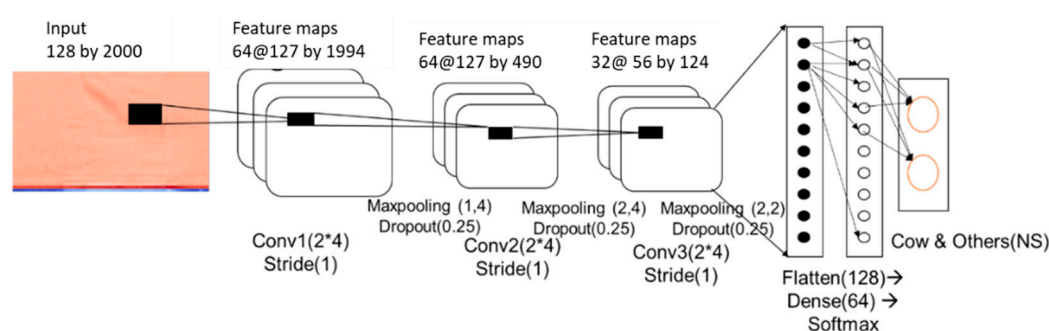 Input
128 by 2000
Feature maps
64@127 by 1994
Feature maps
64@127 by 490
Feature maps
32@ 56 by 124
Maxpooling (1,4)
Dropout(0.25)
Maxpooling (2,4)
Dropout(0.25)
Maxpooling (2,2)
Dropout(0.25)
Conv1(2*4)
Stride(1)
Conv2(2*4)
Stride(1)
Conv3(2*4)
Stride(1)
Cow & Others(NS)
Flatten(128)→
Dense(64) →
Softmax